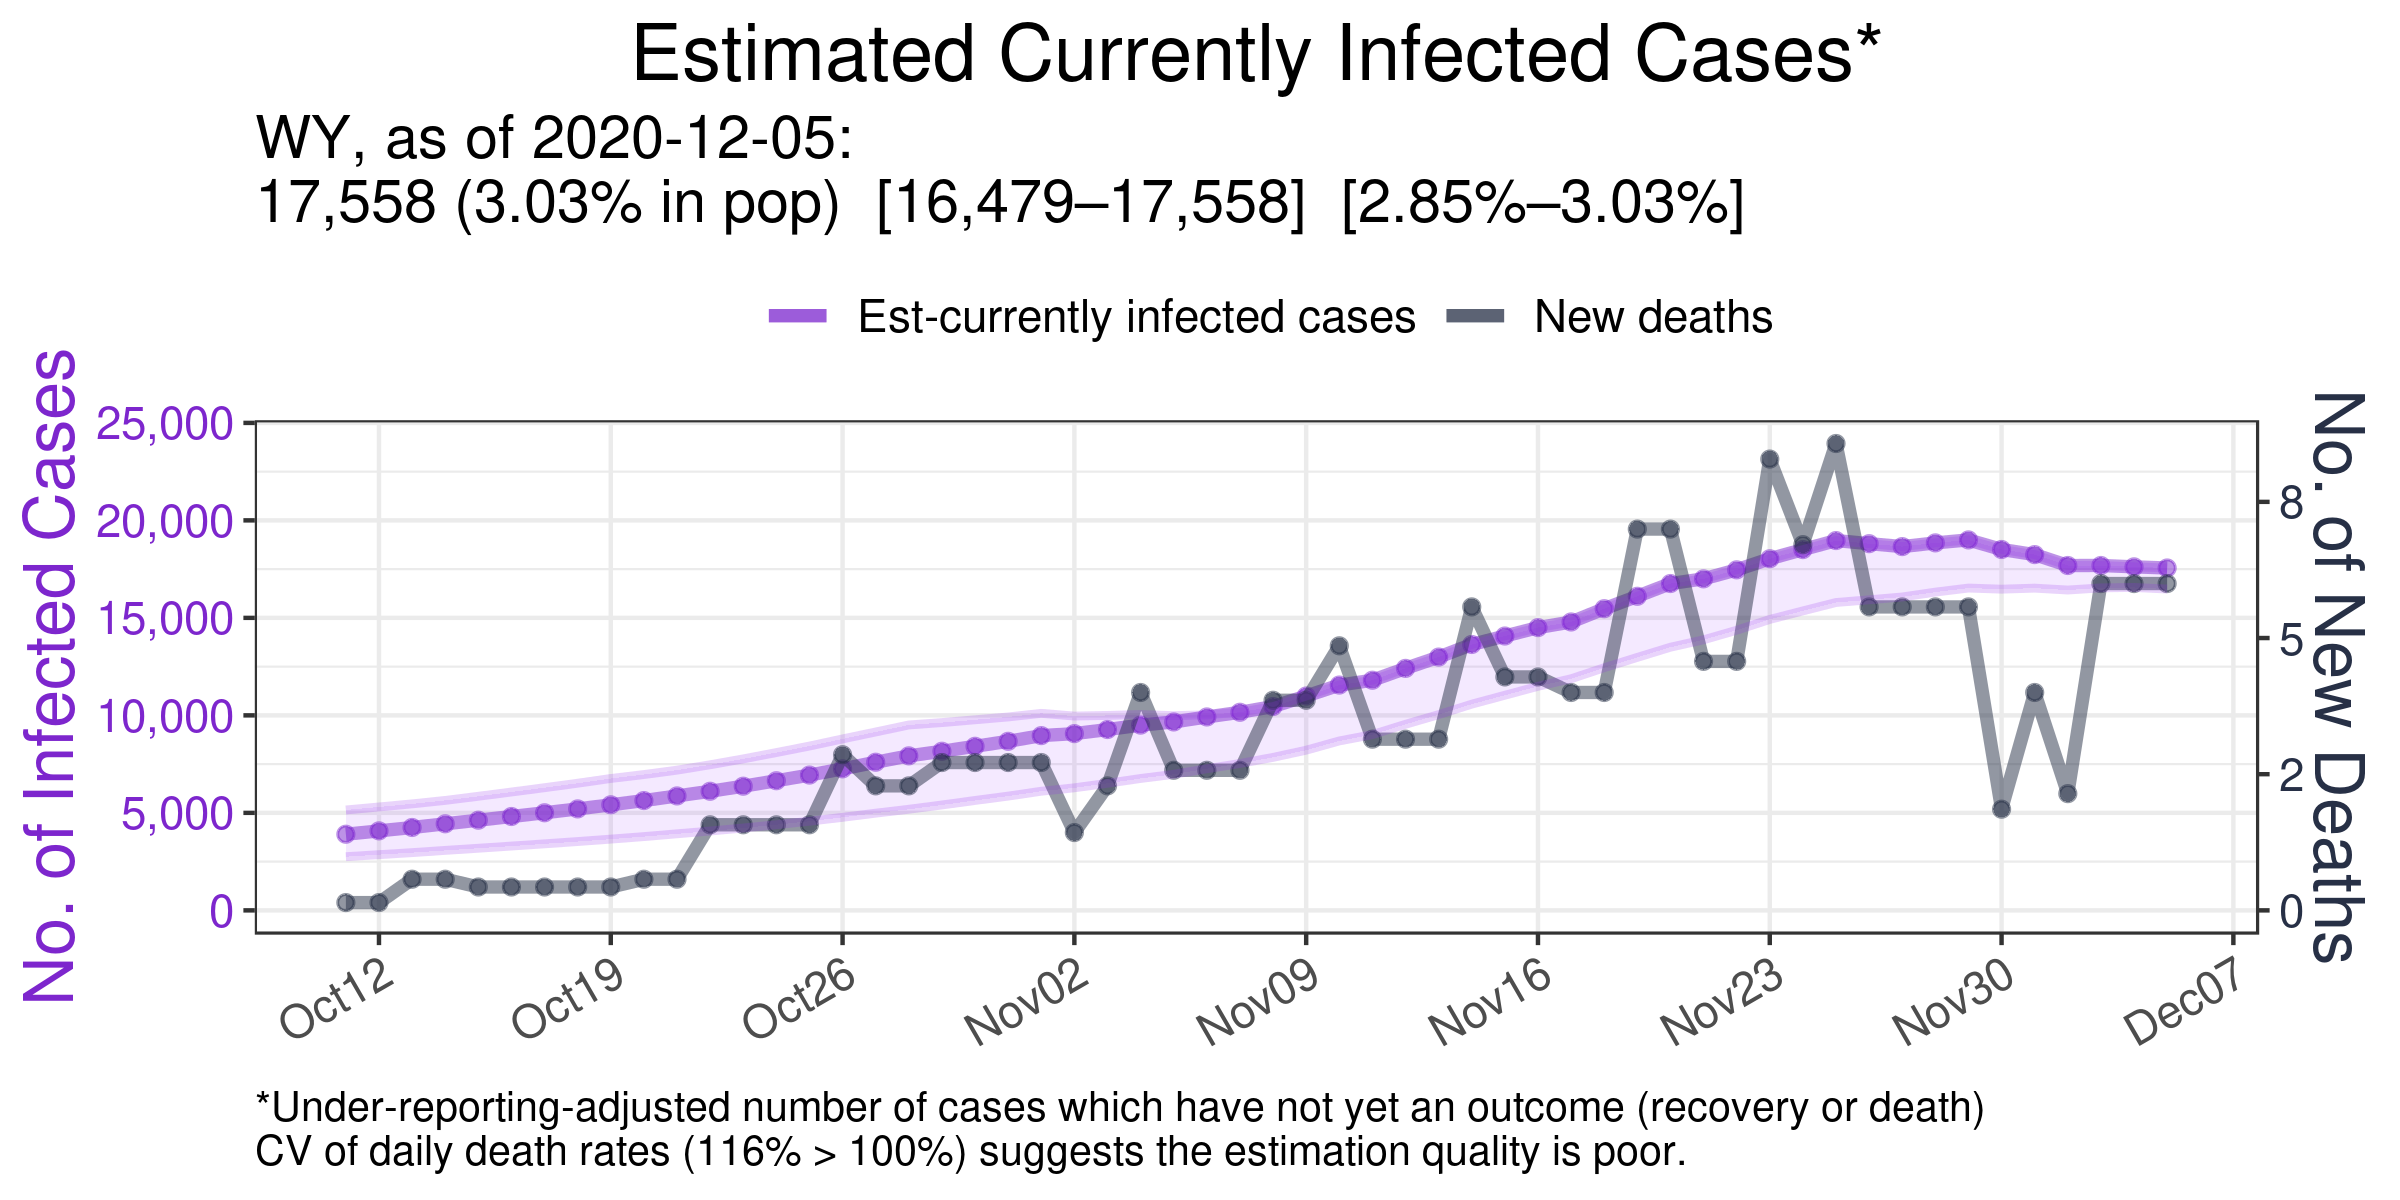 Estimated Currently Infected Cases*
WY, as of 2020-12-05:
17,558 (3.03% in pop)  [16,479–17,558]  [2.85%–3.03%]
Est-currently infected cases
New deaths
No. of Infected Cases
25,000
20,000
15,000
10,000
5,000
0
No. of New Deaths
8
5
2
0
Oct12
Oct19
Oct26
Nov02
Nov09
Nov16
Nov23
Nov30
Dec07
*Under-reporting-adjusted number of cases which have not yet an outcome (recovery or death)
CV of daily death rates (116% > 100%) suggests the estimation quality is poor.